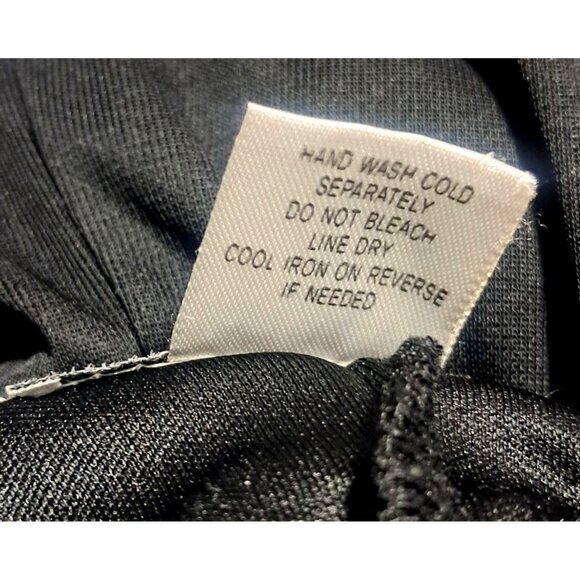 HAND WASH COLD
SEPARATELY
DO NOT BLEACH
LINE DRY
COOL IRON ON REVERSE
IF NEEDED